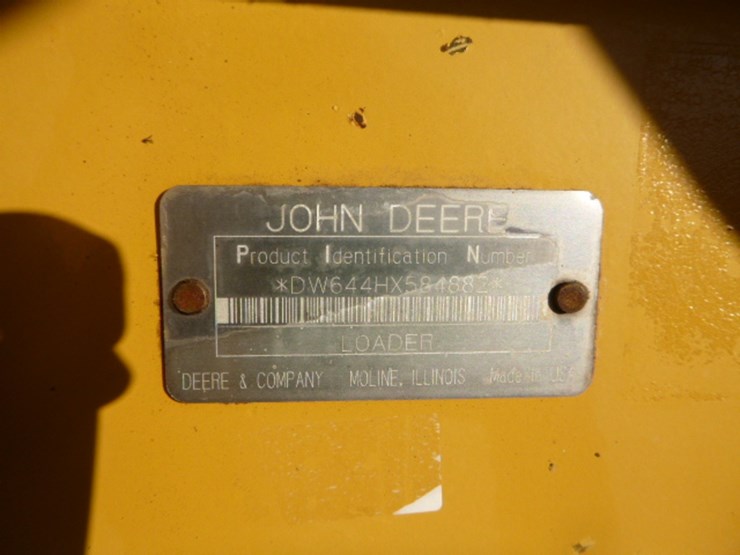 JOHN DEERE
Product Identification Number
*DW644HX584882*
LOADER
DEERE & COMPANY MOLINE, ILLINOIS Made in USA